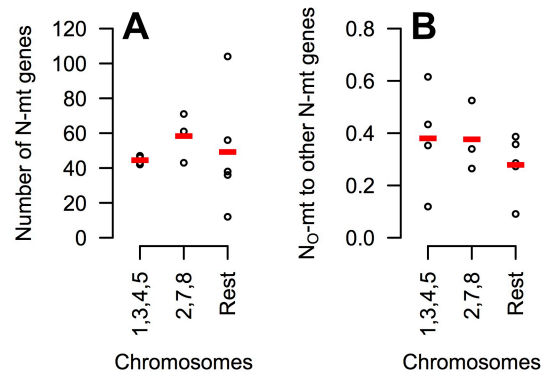 A
Number of N-mt genes
120
100
80
60
40
20
0
1,3,4,5
2,7,8
Rest
Chromosomes
B
N_O-mt to other N-mt genes
0.8
0.6
0.4
0.2
0.0
1,3,4,5
2,7,8
Rest
Chromosomes